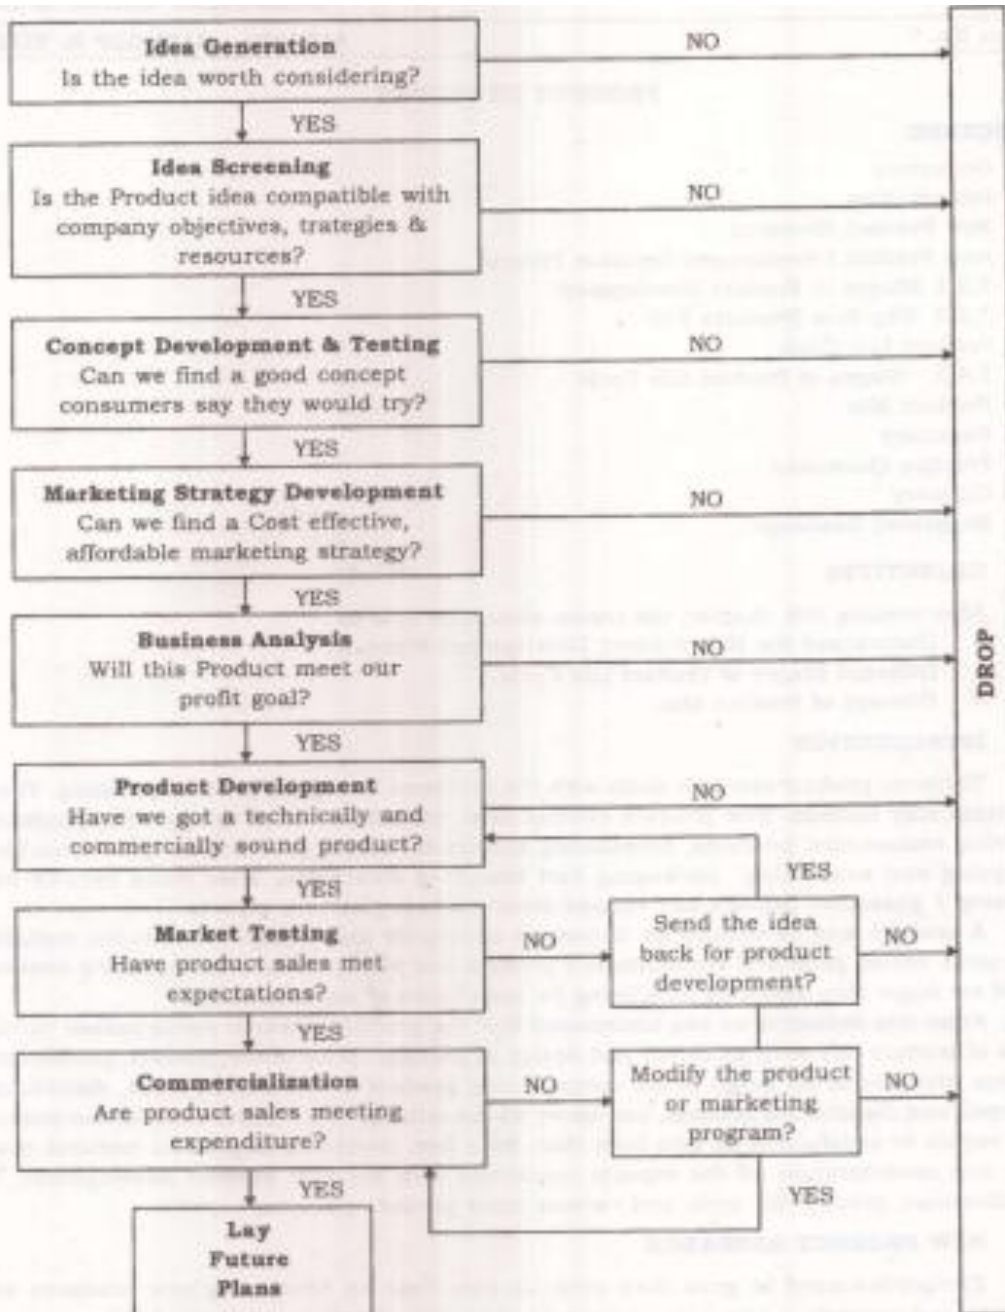 Idea Generation
Is the idea worth considering?
NO
YES
Idea Screening
Is the Product idea compatible with
company objectives, trategies &
resources?
NO
YES
Concept Development & Testing
Can we find a good concept
consumers say they would try?
NO
YES
Marketing Strategy Development
Can we find a Cost effective,
affordable marketing strategy?
NO
YES
Business Analysis
Will this Product meet our
profit goal?
NO
DROP
YES
Product Development
Have we got a technically and
commercially sound product?
NO
YES
YES
Market Testing
Have product sales met
expectations?
NO
Send the idea
back for product
development?
NO
YES
Commercialization
Are product sales meeting
expenditure?
NO
Modify the product
or marketing
program?
NO
YES
YES
Lay
Future
Plans